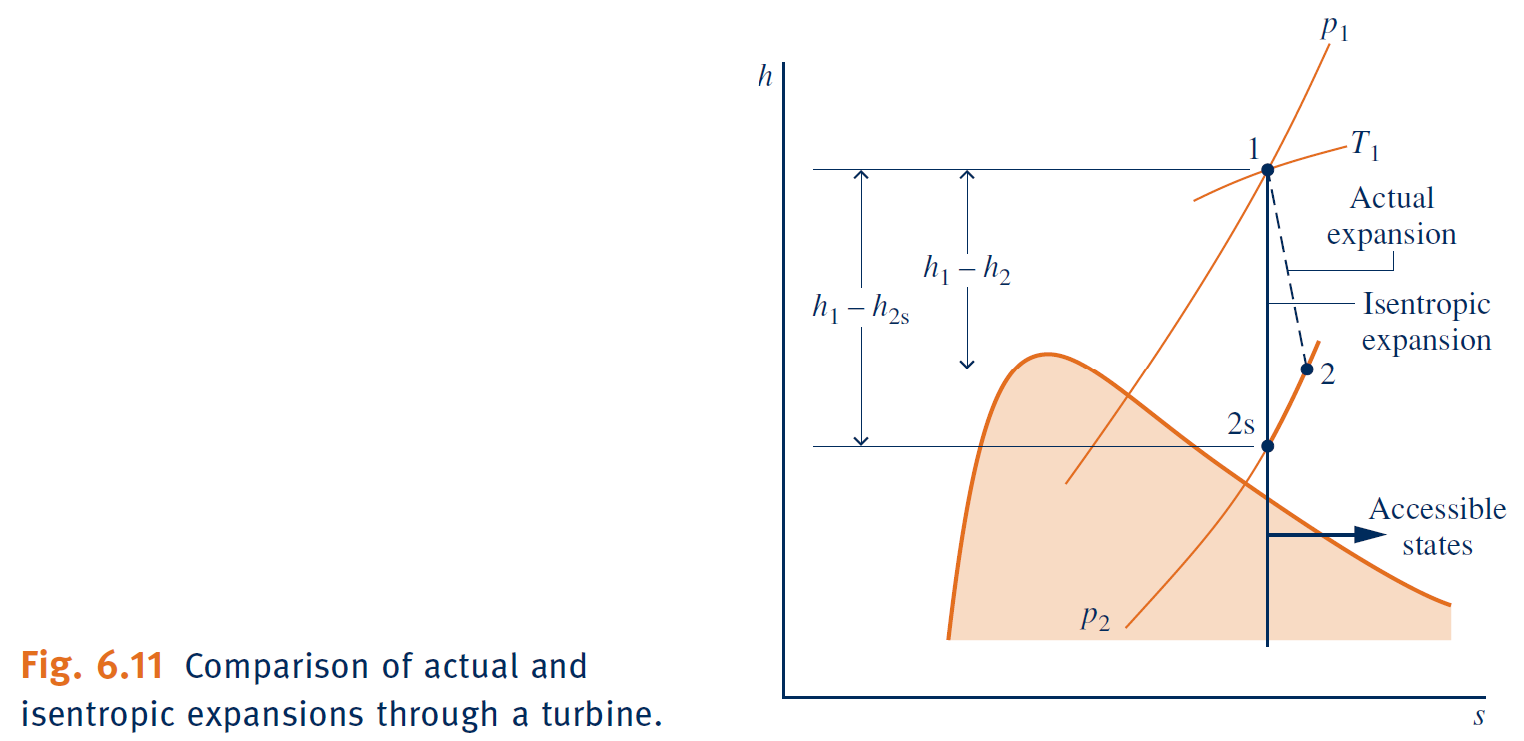 p1
h
1
T1
Actual
expansion
h1 – h2
h1 – h2s
Isentropic
expansion
2
2s
Accessible
states
p2
Fig. 6.11 Comparison of actual and
isentropic expansions through a turbine.
s